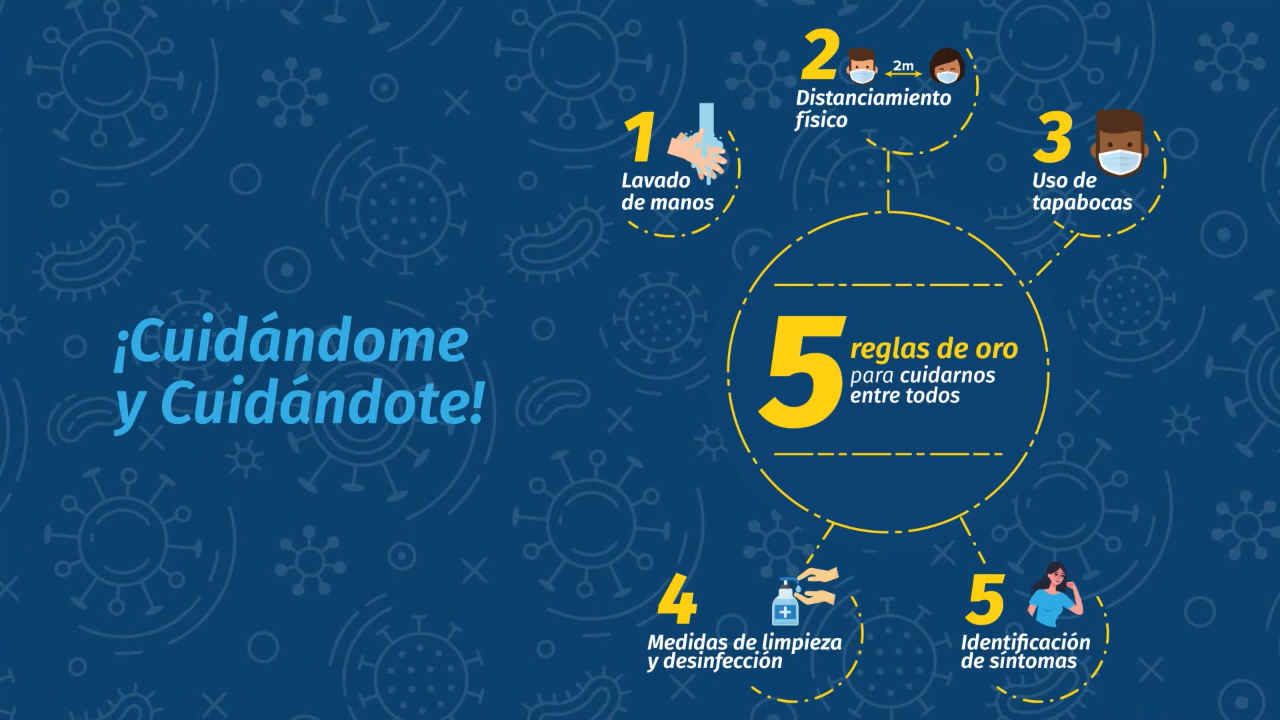 ¡Cuidándome
y Cuidándote!
1
Lavado
de manos
2
2m
Distanciamiento
físico
3
Uso de
tapabocas
5
reglas de oro
para cuidarnos
entre todos
4
Medidas de limpieza
y desinfección
5
Identificación
de síntomas